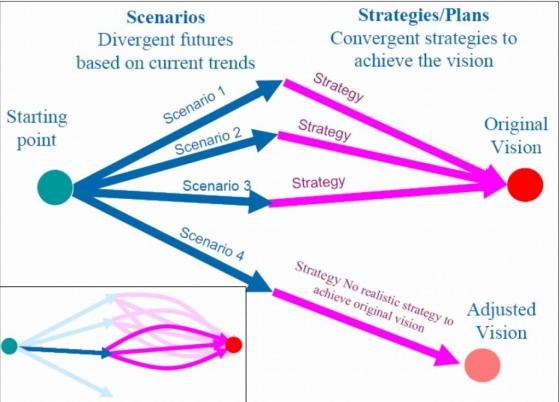 Scenarios
Divergent futures
based on current trends
Strategies/Plans
Convergent strategies to
achieve the vision
Starting
point
Scenario 1
Scenario 2
Scenario 3
Scenario 4
Strategy
Strategy
Strategy
Strategy No realistic strategy to
achieve original vision
Original
Vision
Adjusted
Vision